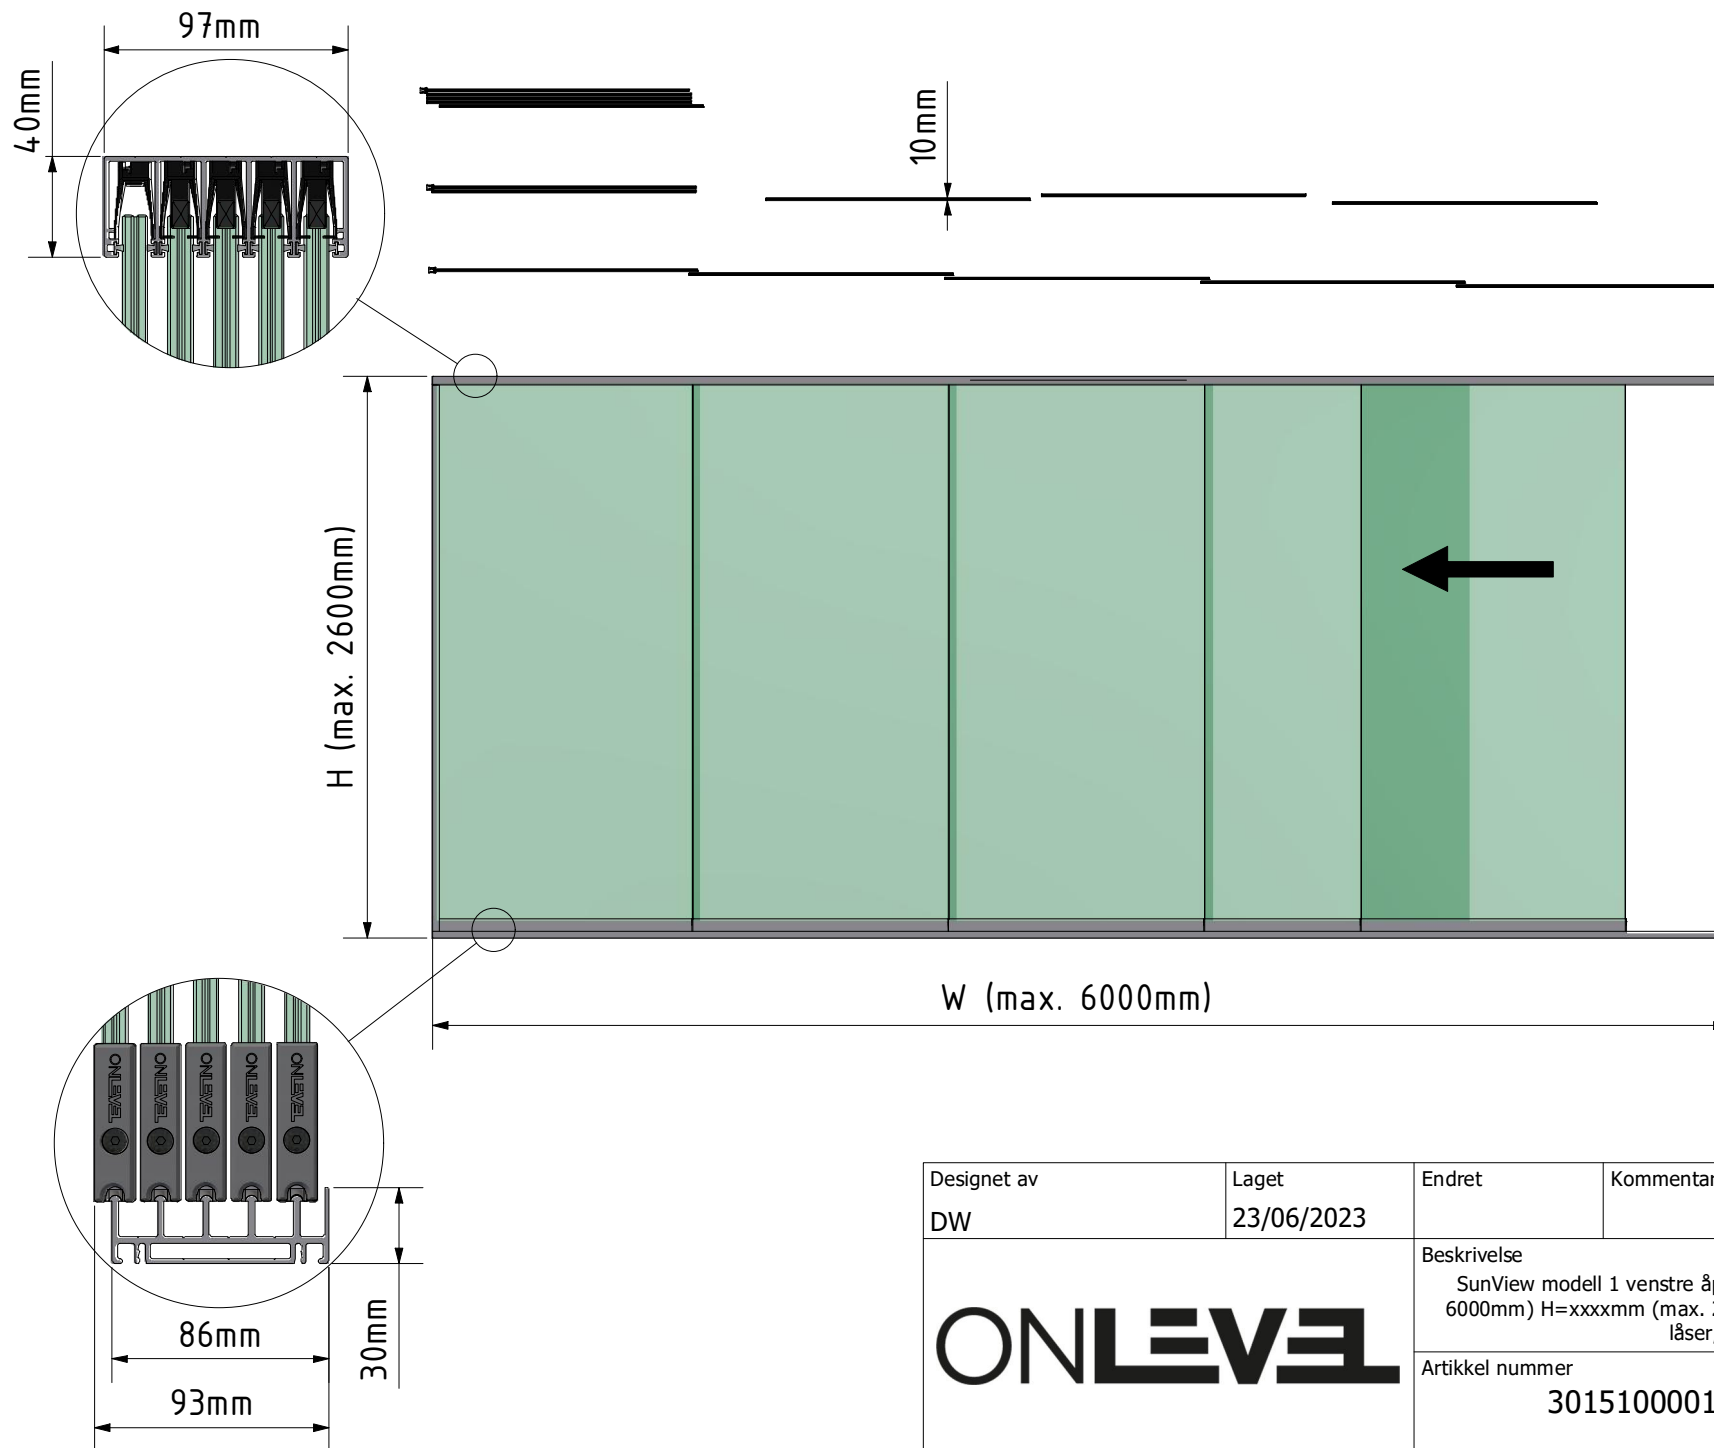 97mm
40mm
10mm
H (max. 2600mm)
W (max. 6000mm)
ONLEVEL
ONLEVEL
ONLEVEL
ONLEVEL
ONLEVEL
30mm
86mm
93mm
Designet av
DW
Laget
23/06/2023
Endret
Kommentar
ONLEVEL
Beskrivelse
SunView modell 1 venstre
6000mm) H=xxxxmm (max.
låser
Artikkel nummer
3015100001